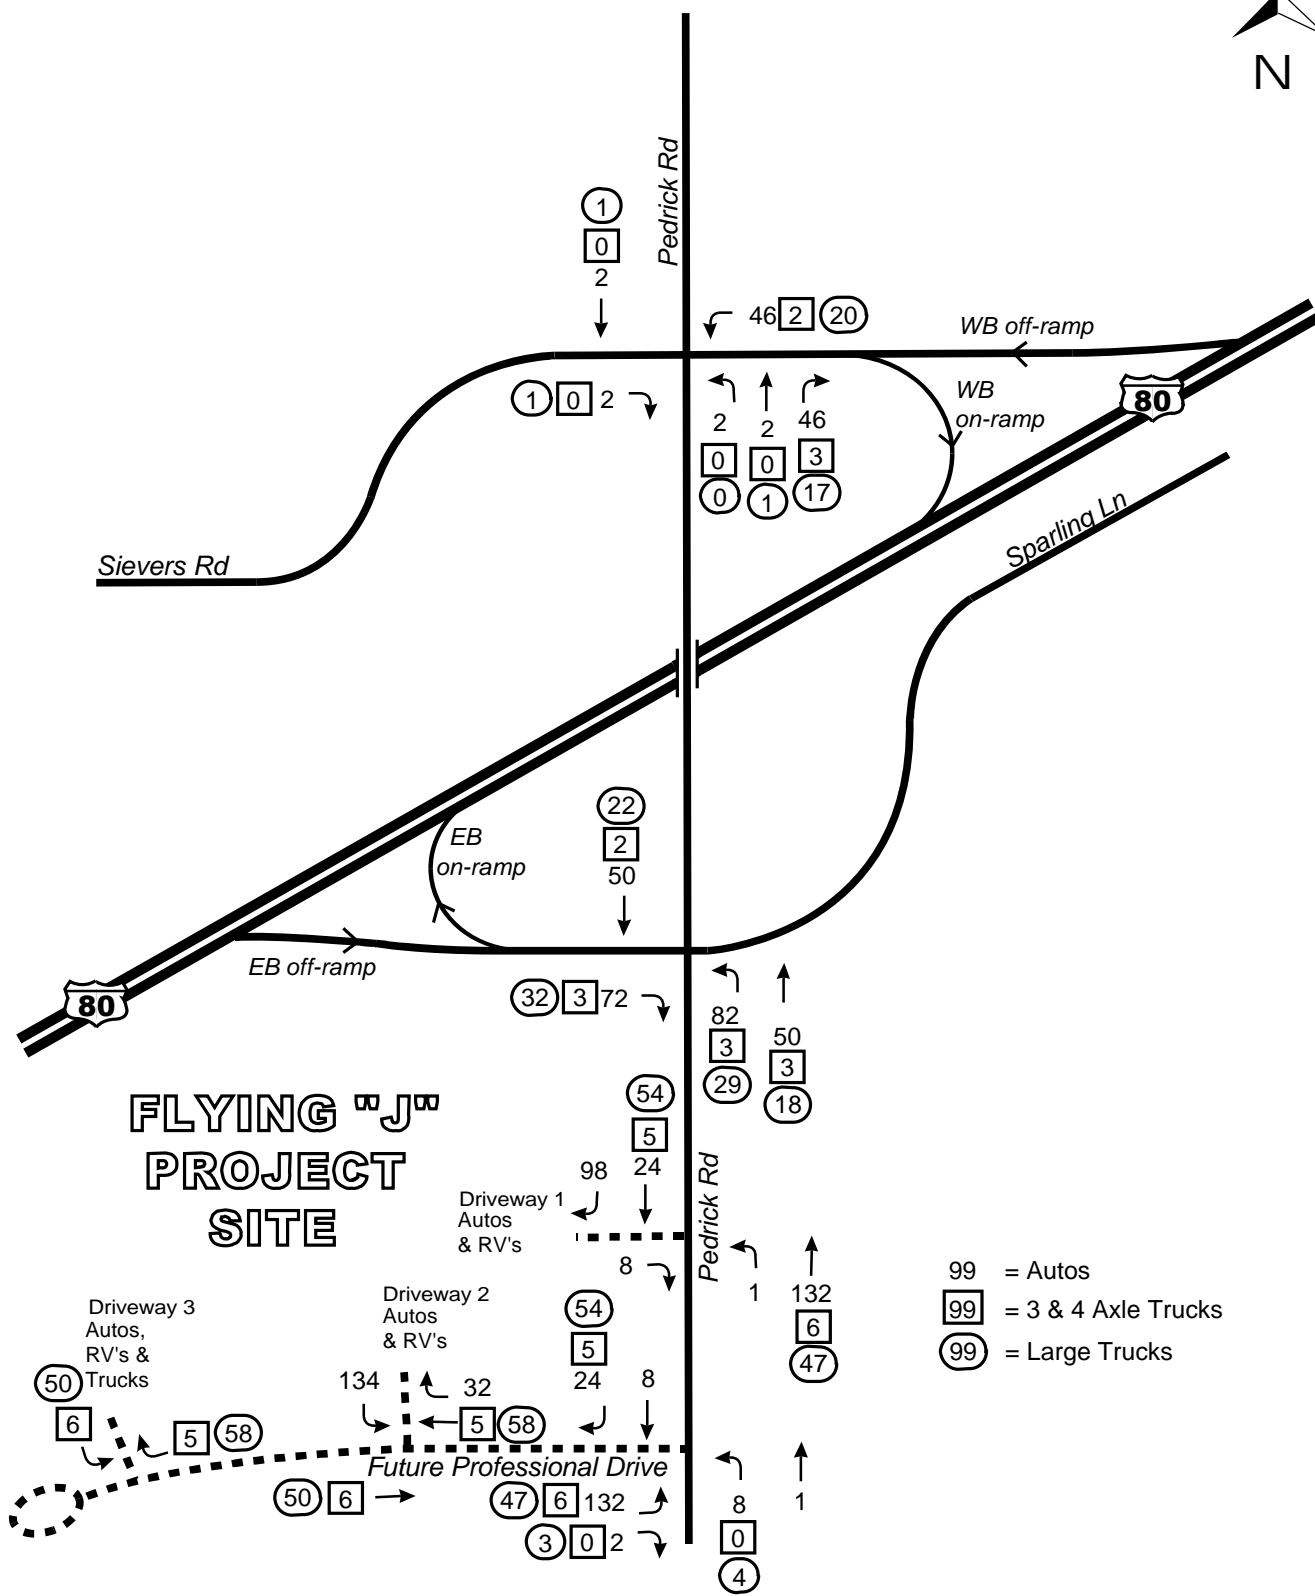 N
Pedrick Rd
1
0
2
46 2 20
WB off-ramp
80
WB
on-ramp
1 0 2
2 2 46
0 0 3
0 1 17
Sparling Ln
Sievers Rd
22
2
50
EB
on-ramp
EB off-ramp
80
32 3 72
82
3
29
50
3
18
FLYING "J"
PROJECT
SITE
54
5
24
98
Driveway 1
Autos
& RV's
Pedrick Rd
8
1
132
6
47
99 = Autos
99 = 3 & 4 Axle Trucks
99 = Large Trucks
Driveway 3
Autos,
RV's &
Trucks
50
6
5 58
Driveway 2
Autos
& RV's
134
32
5 58
54
5
24
8
Future Professional Drive
50 6
47 6 132
3 0 2
8
0
4
1